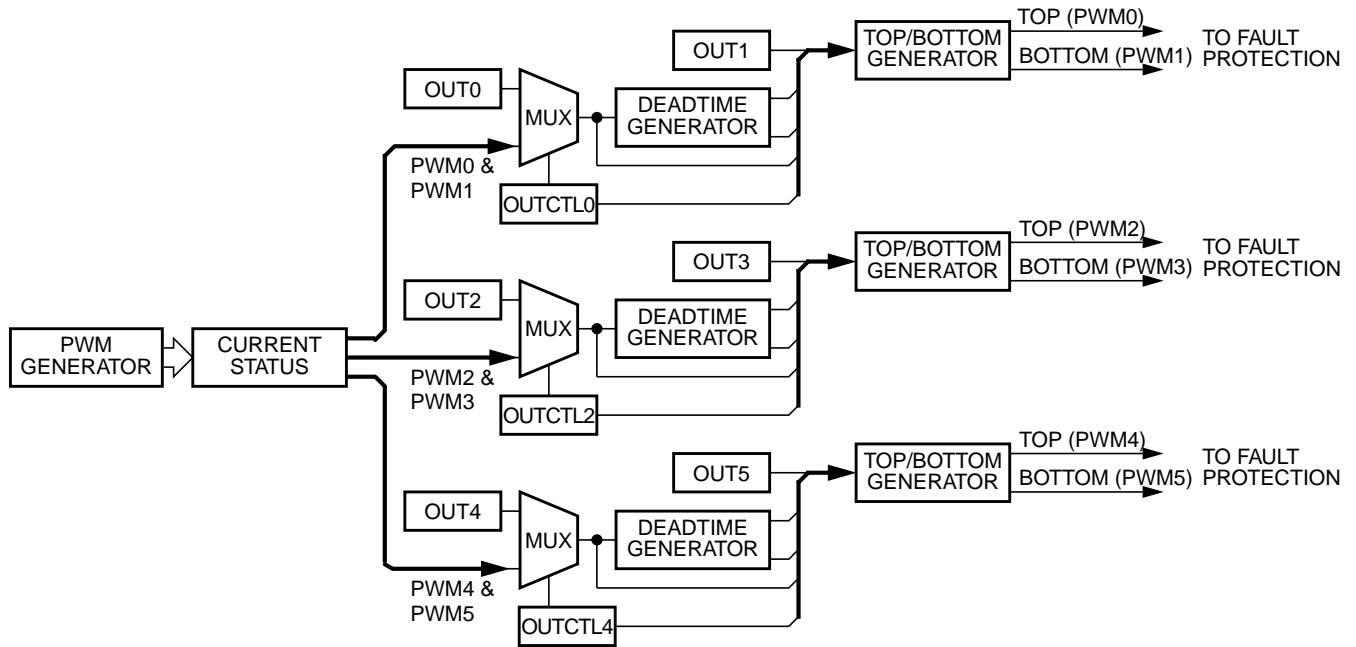 PWM
GENERATOR
CURRENT
STATUS
OUT0
MUX
PWM0 &
PWM1
OUTCTL0
OUT1
DEADTIME
GENERATOR
TOP/BOTTOM
GENERATOR
TOP (PWM0)
BOTTOM (PWM1)
TO FAULT
PROTECTION
OUT2
MUX
PWM2 &
PWM3
OUTCTL2
OUT3
DEADTIME
GENERATOR
TOP/BOTTOM
GENERATOR
TOP (PWM2)
BOTTOM (PWM3)
TO FAULT
PROTECTION
OUT4
MUX
PWM4 &
PWM5
OUTCTL4
OUT5
DEADTIME
GENERATOR
TOP/BOTTOM
GENERATOR
TOP (PWM4)
BOTTOM (PWM5)
TO FAULT
PROTECTION